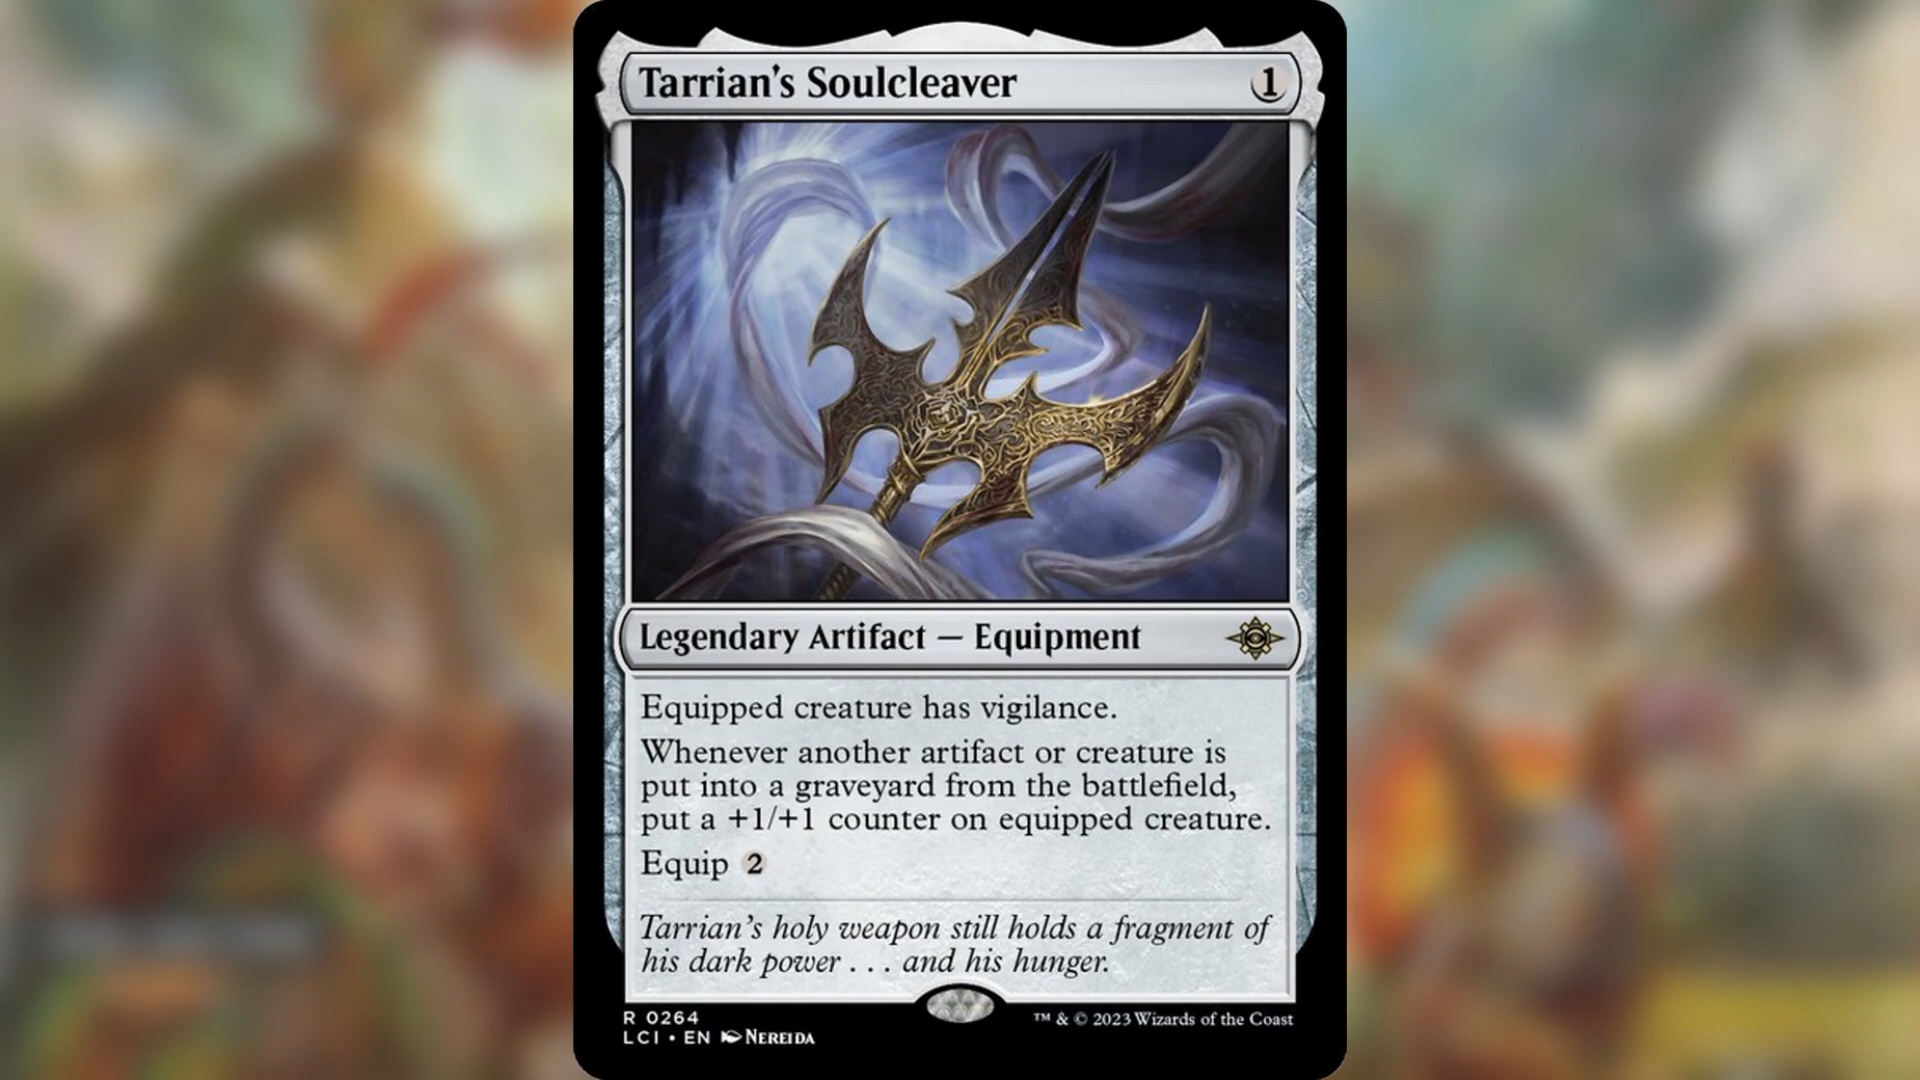 Tarrian's Soulcleaver 1
Legendary Artifact — Equipment
Equipped creature has vigilance.
Whenever another artifact or creature is
put into a graveyard from the battlefield,
put a +1/+1 counter on equipped creature.
Equip 2
Tarrian's holy weapon still holds a fragment of
his dark power . . . and his hunger.
R 0264
LCI • EN NEREIDA
™ & © 2023 Wizards of the Coast